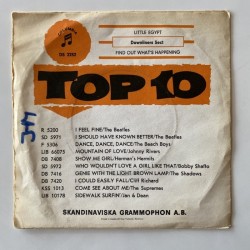 LITTLE EGYPT
Downliners Sect
FIND OUT WHAT'S HAPPENING
TOP 10
R 5200 I FEEL FINE/The Beatles
SD 5971 I SHOULD HAVE KNOWN BETTER/The Beatles
F 5506 DANCE, DANCE, DANCE/The Beach Boys
LIB 66075 MOUNTAIN OF LOVE/Johnny Rivers
DB 7408 SHOW ME GIRL/Herman's Hermits
SD 5973 WHO WOULDN'T LOVE A GIRL LIKE THAT/Bobby Shafto
DB 7416 GENIE WITH THE LIGHT BROWN LAMP/The Shadows
DB 7420 I COULD EASILY FALL/Cliff Richard
KSS 1013 COME SEE ABOUT ME/The Supremes
LIB 10178 SIDEWALK SURFIN'/Jan & Dean
SKANDINAVISKA GRAMMOPHON A.B.